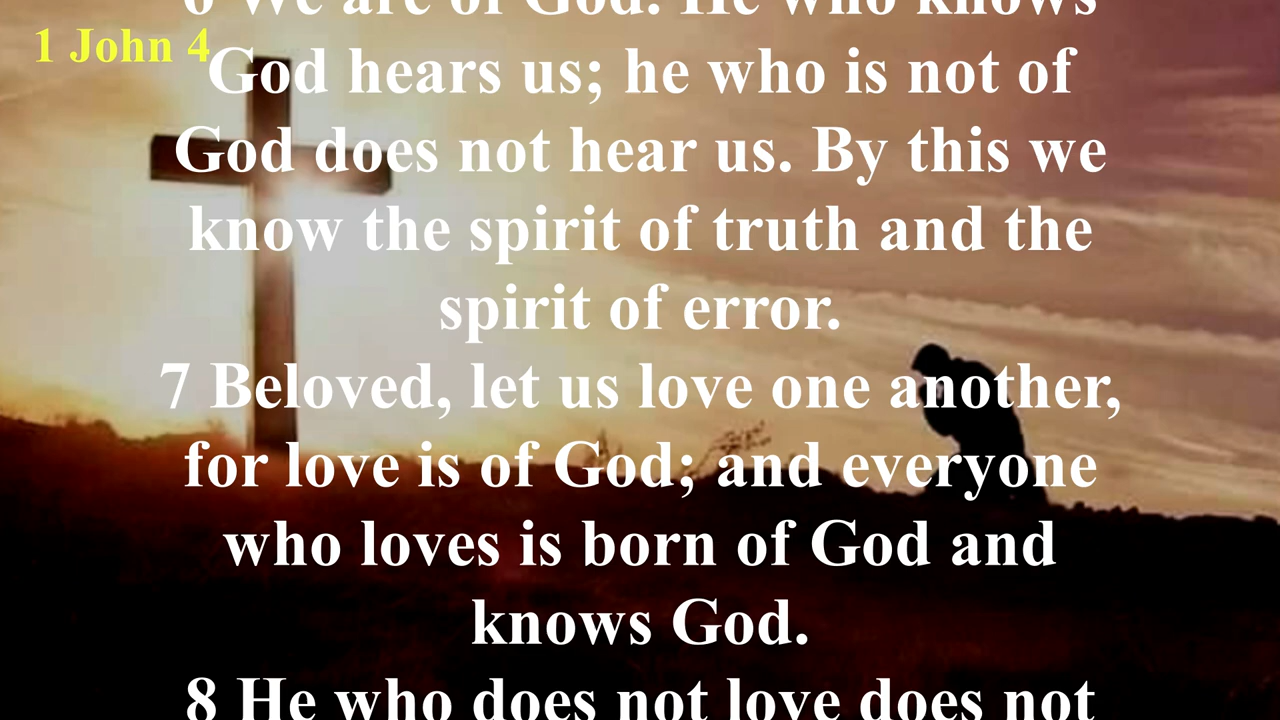 6 We are of God. He who knows
1 John 4
God hears us; he who is not of
God does not hear us. By this we
know the spirit of truth and the
spirit of error.
7 Beloved, let us love one another,
for love is of God; and everyone
who loves is born of God and
knows God.
8 He who does not love does not